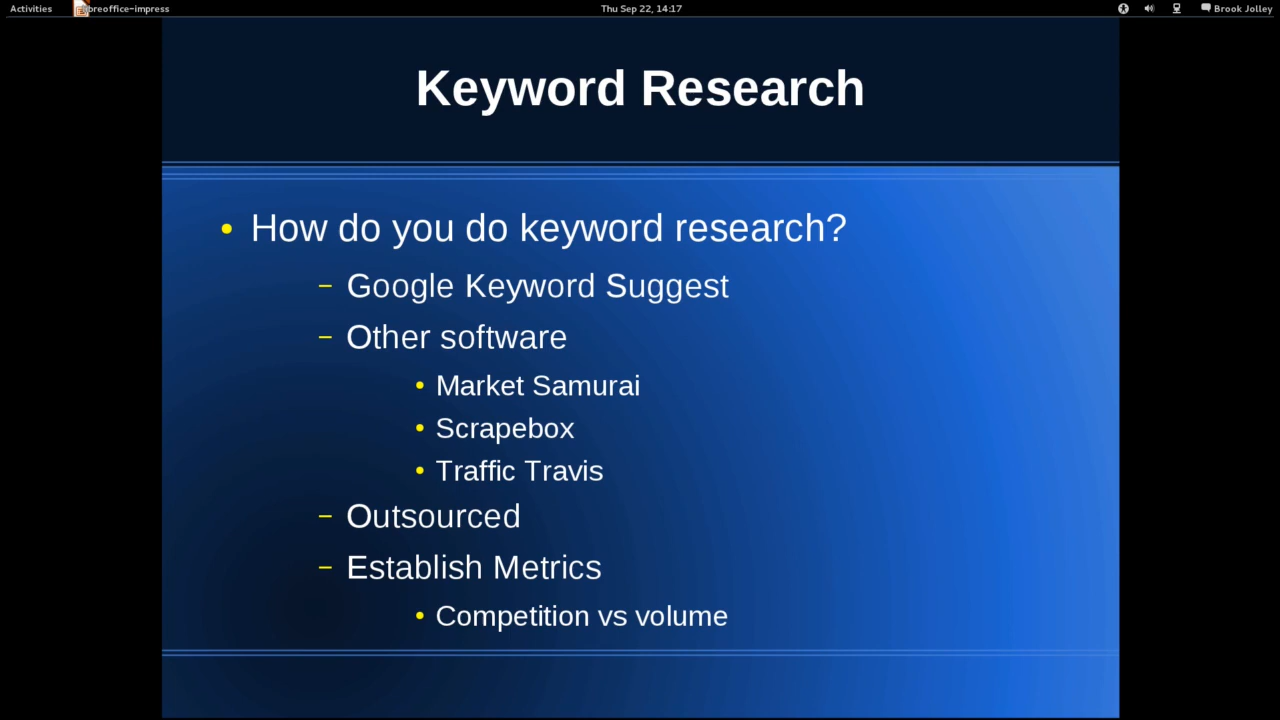 Activities
breoffice-impress
Thu Sep 22, 14:17
Brook Jolley
Keyword Research
• How do you do keyword research?
– Google Keyword Suggest
– Other software
• Market Samurai
• Scrapebox
• Traffic Travis
– Outsourced
– Establish Metrics
• Competition vs volume